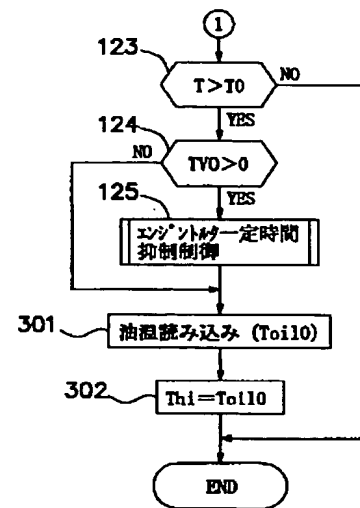 1
123
T>T0
NO
YES
124
NO
TVO>0
YES
125
エンジントルク一定時間
抑制制御
301
油温読み込み (Toil0)
302
Thi=Toil0
END